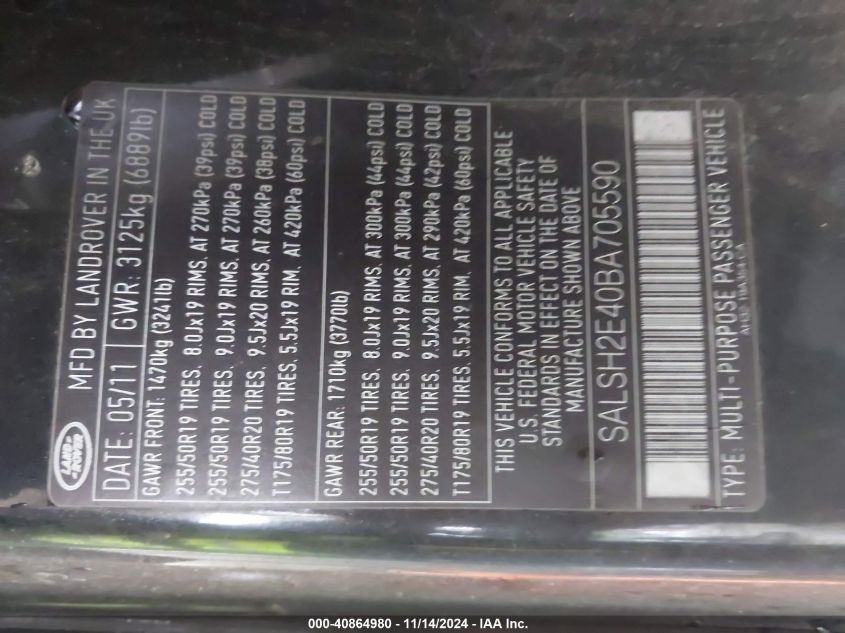 LAND
ROVER
MFD BY LANDROVER IN THE UK
DATE: 05/11 GWR: 3125kg (6889lb)
GAWR FRONT: 1470kg (3241lb)
255/50R19 TIRES. 8.0Jx19 RIMS. AT 270kPa (39psi) COLD
255/50R19 TIRES. 9.0Jx19 RIMS. AT 270kPa (39psi) COLD
275/40R20 TIRES. 9.5Jx20 RIMS. AT 260kPa (38psi) COLD
T175/80R19 TIRES. 5.5Jx19 RIM. AT 420kPa (60psi) COLD
GAWR REAR: 1710kg (3770lb)
255/50R19 TIRES. 8.0Jx19 RIMS. AT 300kPa (44psi) COLD
255/50R19 TIRES. 9.0Jx19 RIMS. AT 300kPa (44psi) COLD
275/40R20 TIRES. 9.5Jx20 RIMS. AT 290kPa (42psi) COLD
T175/80R19 TIRES. 5.5Jx19 RIM. AT 420kPa (60psi) COLD
THIS VEHICLE CONFORMS TO ALL APPLICABLE
U.S. FEDERAL MOTOR VEHICLE SAFETY
STANDARDS IN EFFECT ON THE DATE OF
MANUFACTURE SHOWN ABOVE
SALSH2E40BA705590
TYPE: MULTI-PURPOSE PASSENGER VEHICLE
000-40864980 - 11/14/2024 - IAA Inc.